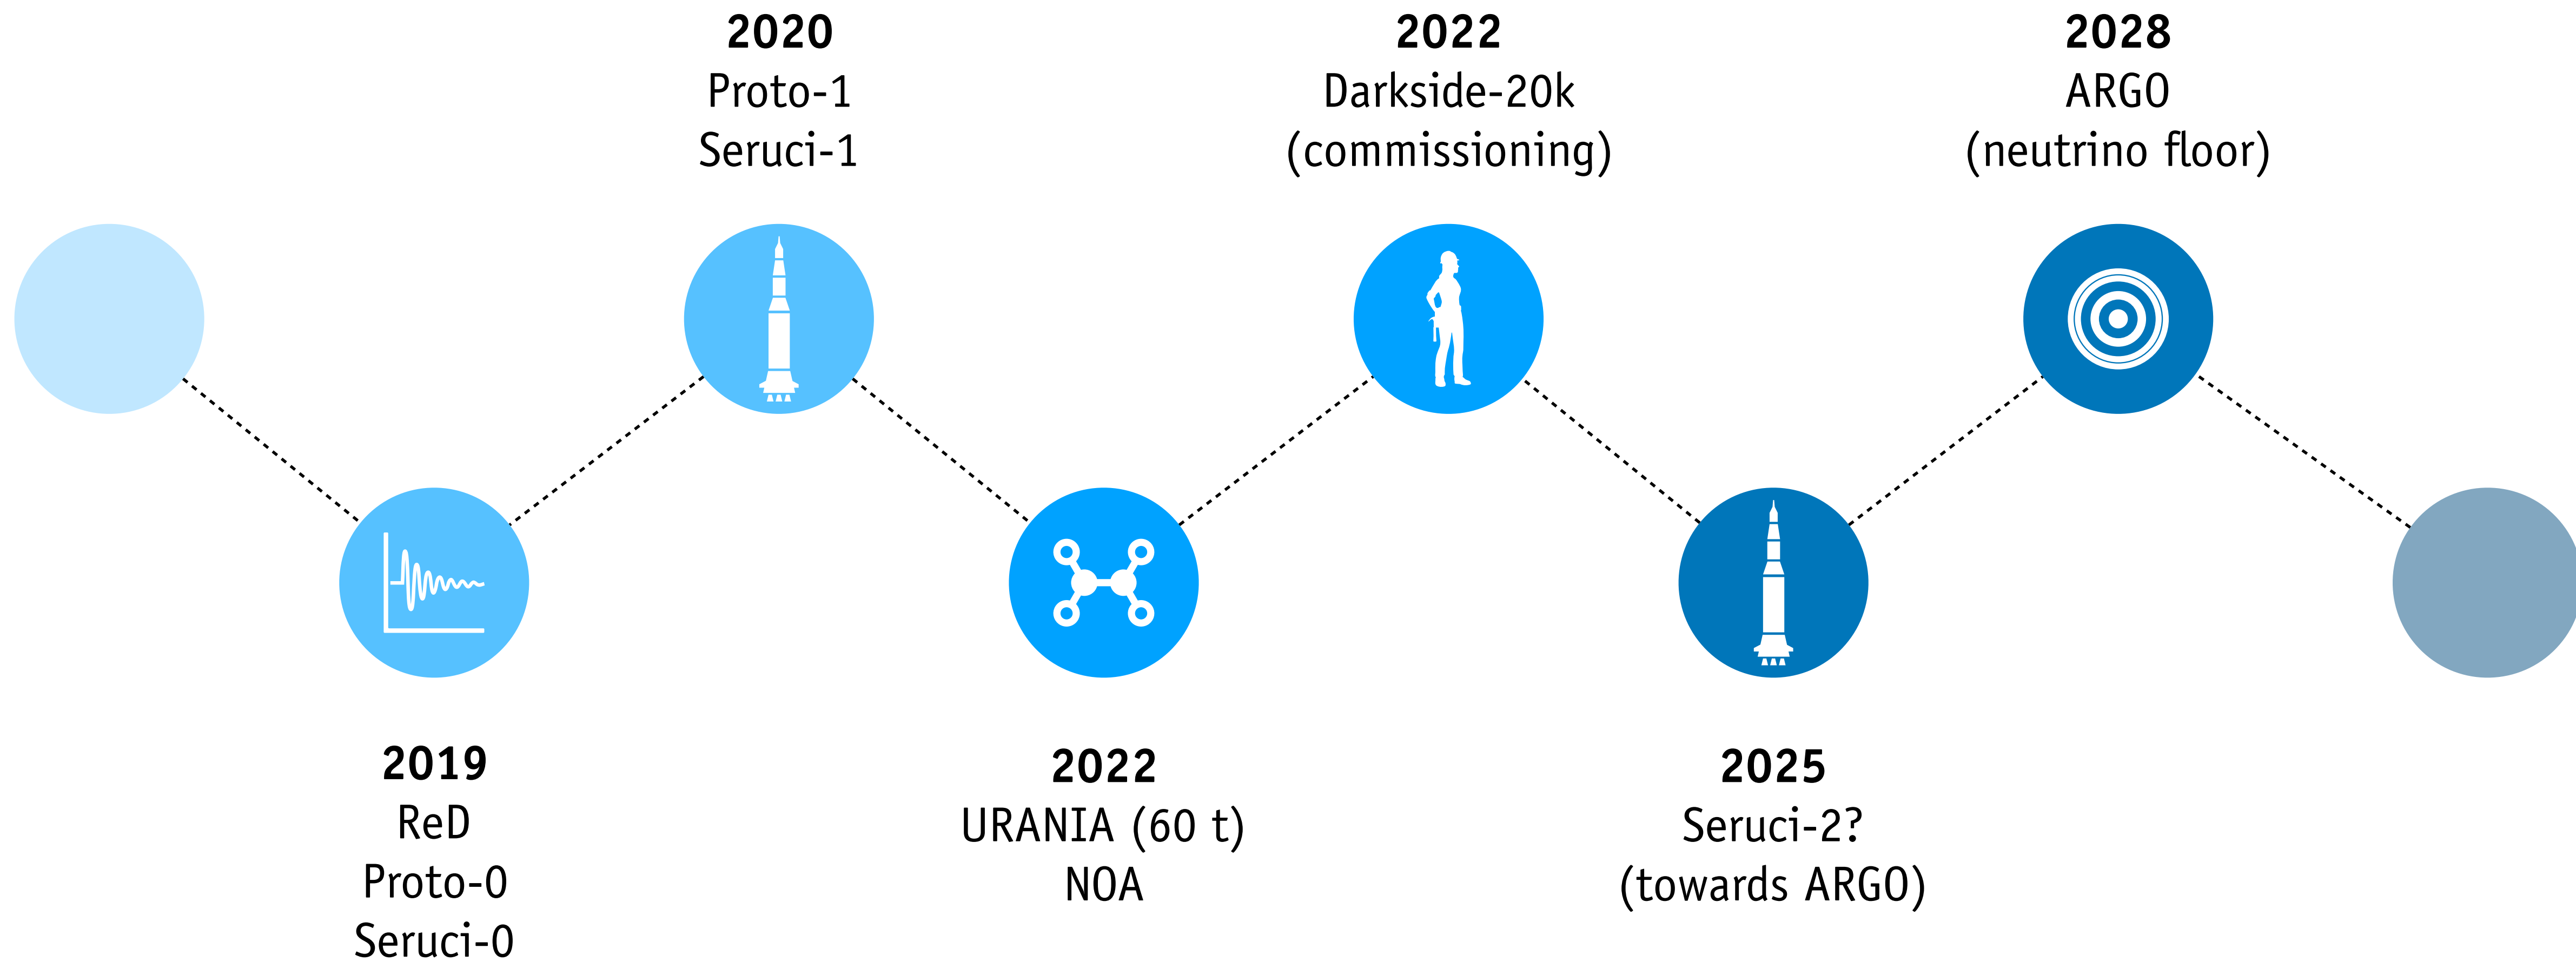 2019
ReD
Proto-0
Seruci-0
2020
Proto-1
Seruci-1
2022
URANIA (60 t)
NOA
2022
Darkside-20k
(commissioning)
2025
Seruci-2?
(towards ARGO)
2028
ARGO
(neutrino floor)